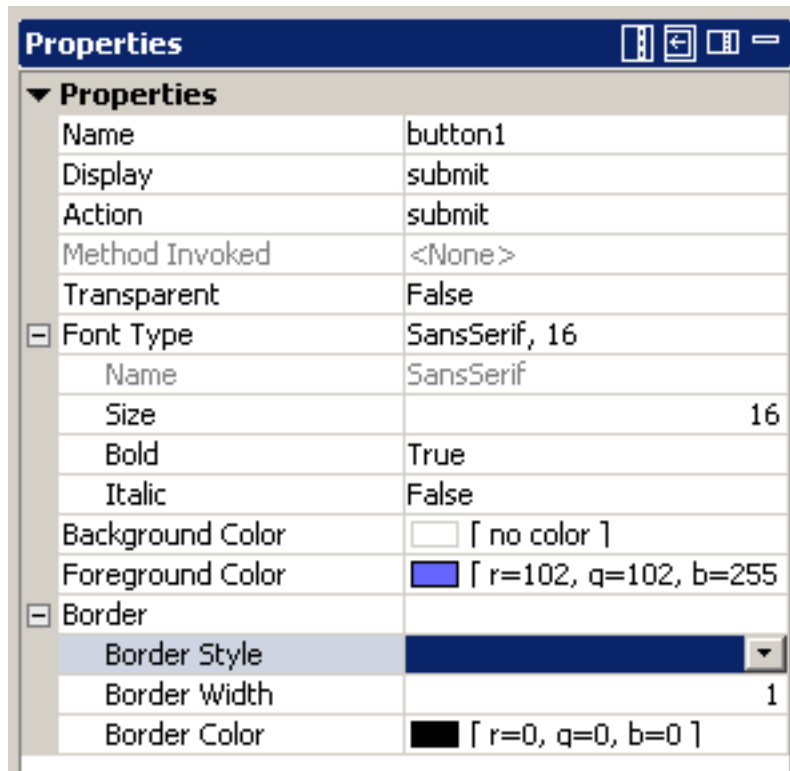 Properties
Properties
Name button1
Display submit
Action submit
Method Invoked <None>
Transparent False
Font Type SansSerif, 16
Name SansSerif
Size 16
Bold True
Italic False
Background Color [ no color ]
Foreground Color [ r=102, g=102, b=255
Border
Border Style
Border Width 1
Border Color [ r=0, g=0, b=0 ]